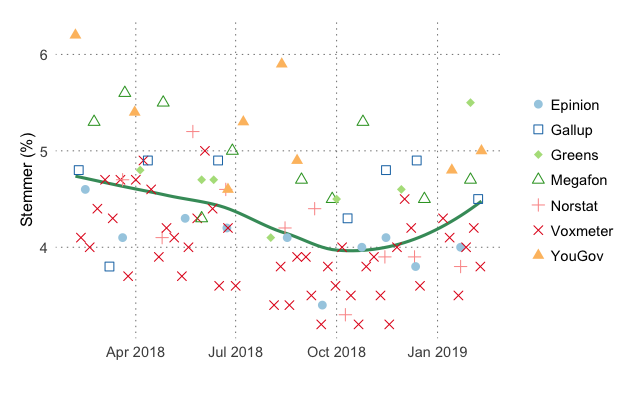 6
5
4
Stemmer (%)
Apr 2018
Jul 2018
Oct 2018
Jan 2019
Epinion
Gallup
Greens
Megafon
Norstat
Voxmeter
YouGov